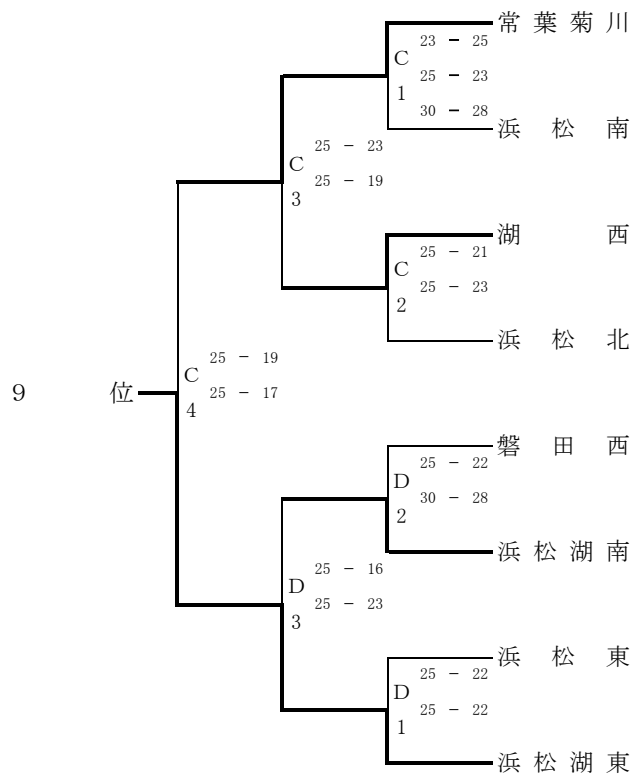 常葉菊川
23 － 25
C
25 － 23
1
30 － 28
浜松南
25 － 23
C
25 － 19
3
湖西
25 － 21
C
25 － 23
2
浜松北
25 － 19
C
25 － 17
4
9位
磐田西
25 － 22
D
30 － 28
2
浜松湖南
25 － 16
D
25 － 23
3
浜松東
25 － 22
D
25 － 22
1
浜松湖東